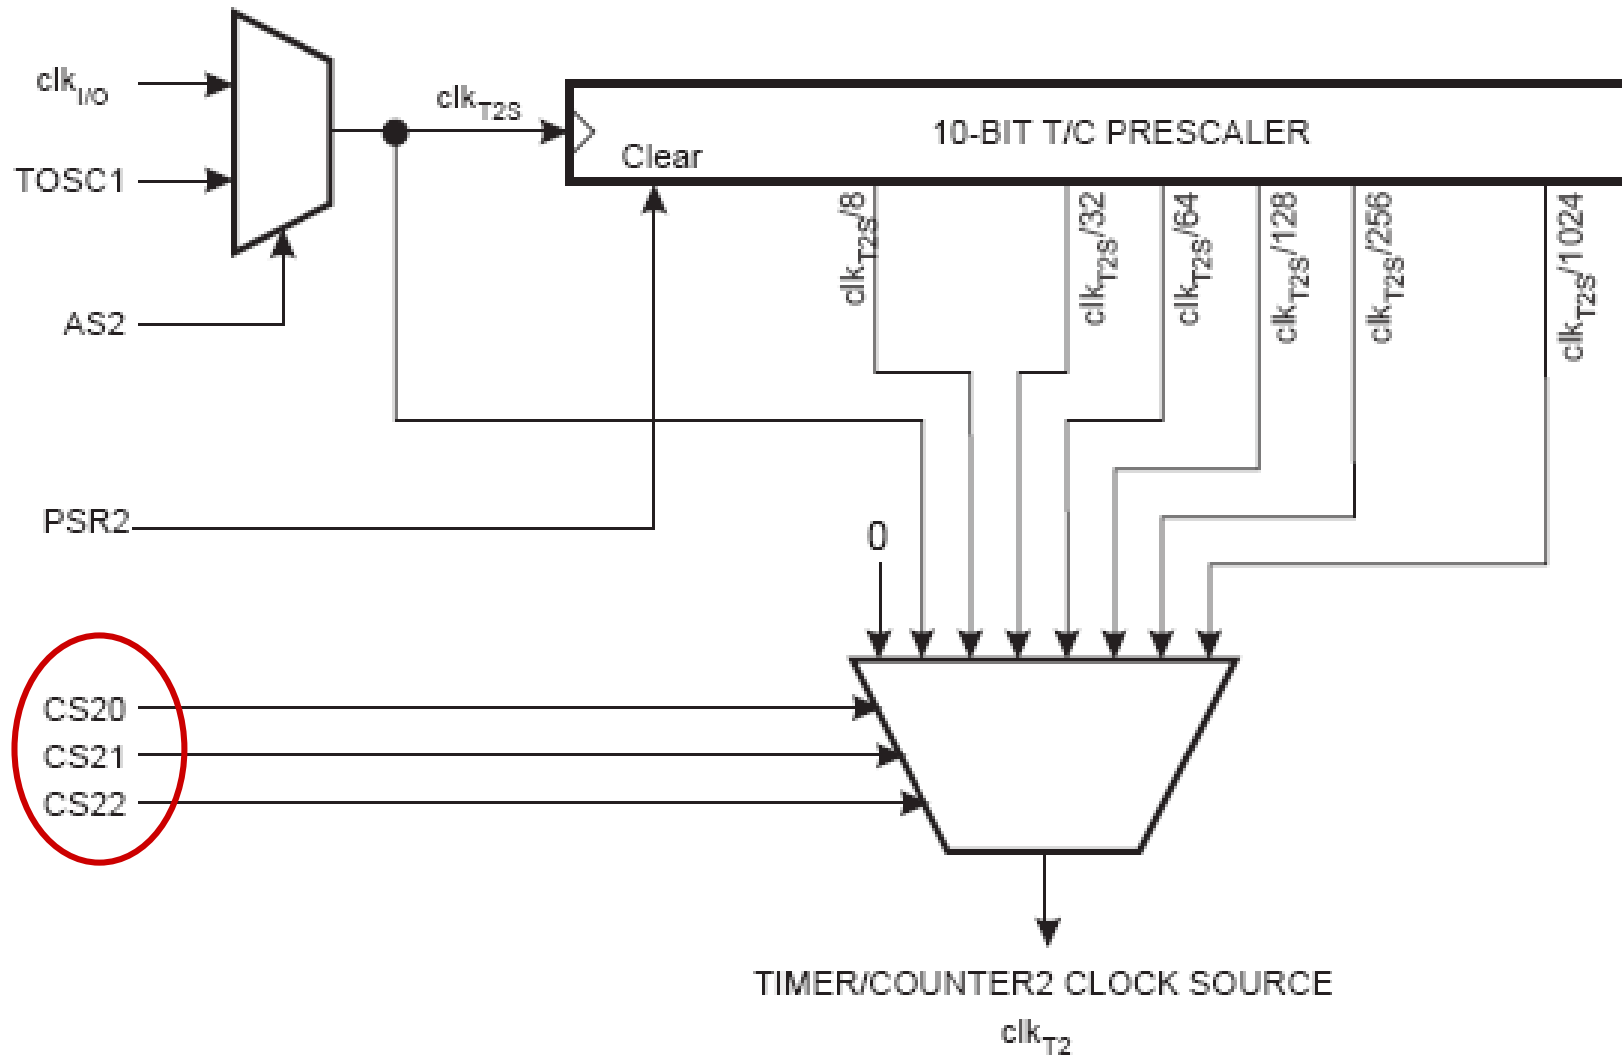 clkI/O
clkT2S
10-BIT T/C PRESCALER
Clear
TOSC1
clkT2S/8
clkT2S/32
clkT2S/64
clkT2S/128
clkT2S/256
clkT2S/1024
AS2
PSR2
0
CS20
CS21
CS22
TIMER/COUNTER2 CLOCK SOURCE
clkT2